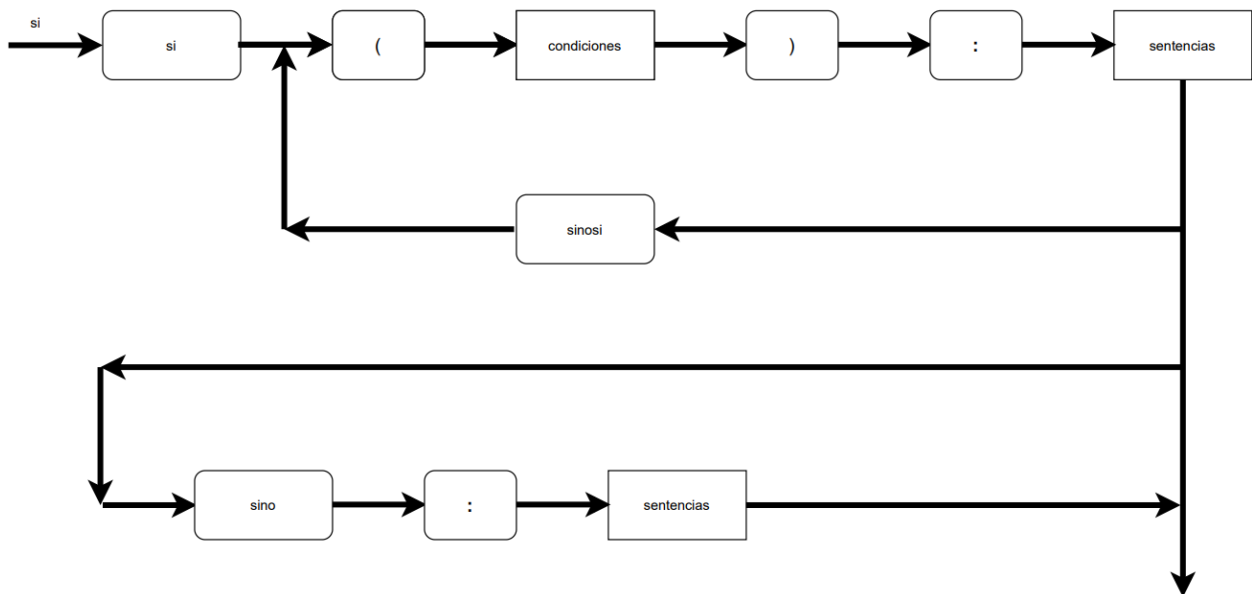 si
si
(
condiciones
)
:
sentencias
sinosi
sino
:
sentencias